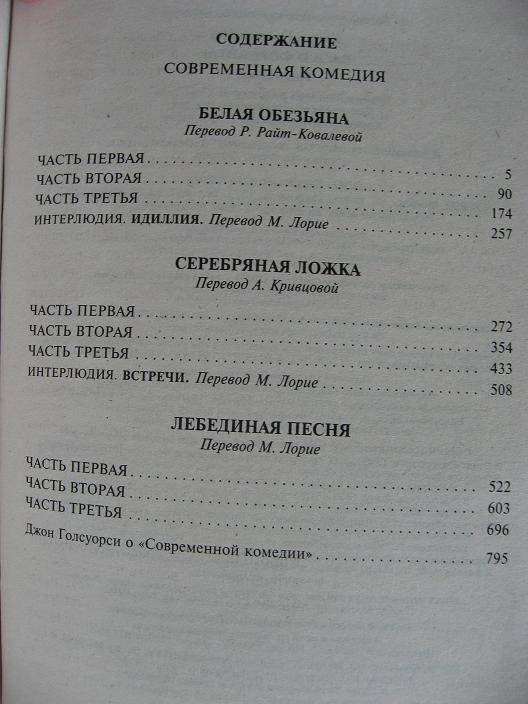 СОДЕРЖАНИЕ
СОВРЕМЕННАЯ КОМЕДИЯ
БЕЛАЯ ОБЕЗЬЯНА
Перевод Р. Райт-Ковалевой
ЧАСТЬ ПЕРВАЯ . . . . . . . . . . 5
ЧАСТЬ ВТОРАЯ . . . . . . . . . . 90
ЧАСТЬ ТРЕТЬЯ . . . . . . . . . . 174
ИНТЕРЛЮДИЯ. ИДИЛЛИЯ. Перевод М. Лорие . . . . . . . . . . 257
СЕРЕБРЯНАЯ ЛОЖКА
Перевод А. Кривцовой
ЧАСТЬ ПЕРВАЯ . . . . . . . . . . 272
ЧАСТЬ ВТОРАЯ . . . . . . . . . . 354
ЧАСТЬ ТРЕТЬЯ . . . . . . . . . . 433
ИНТЕРЛЮДИЯ. ВСТРЕЧИ. Перевод М. Лорие . . . . . . . . . . 508
ЛЕБЕДИНАЯ ПЕСНЯ
Перевод М. Лорие
ЧАСТЬ ПЕРВАЯ . . . . . . . . . . 522
ЧАСТЬ ВТОРАЯ . . . . . . . . . . 603
ЧАСТЬ ТРЕТЬЯ . . . . . . . . . . 696
Джон Голсуорси о «Современной комедии» . . . . . . . . . . 795